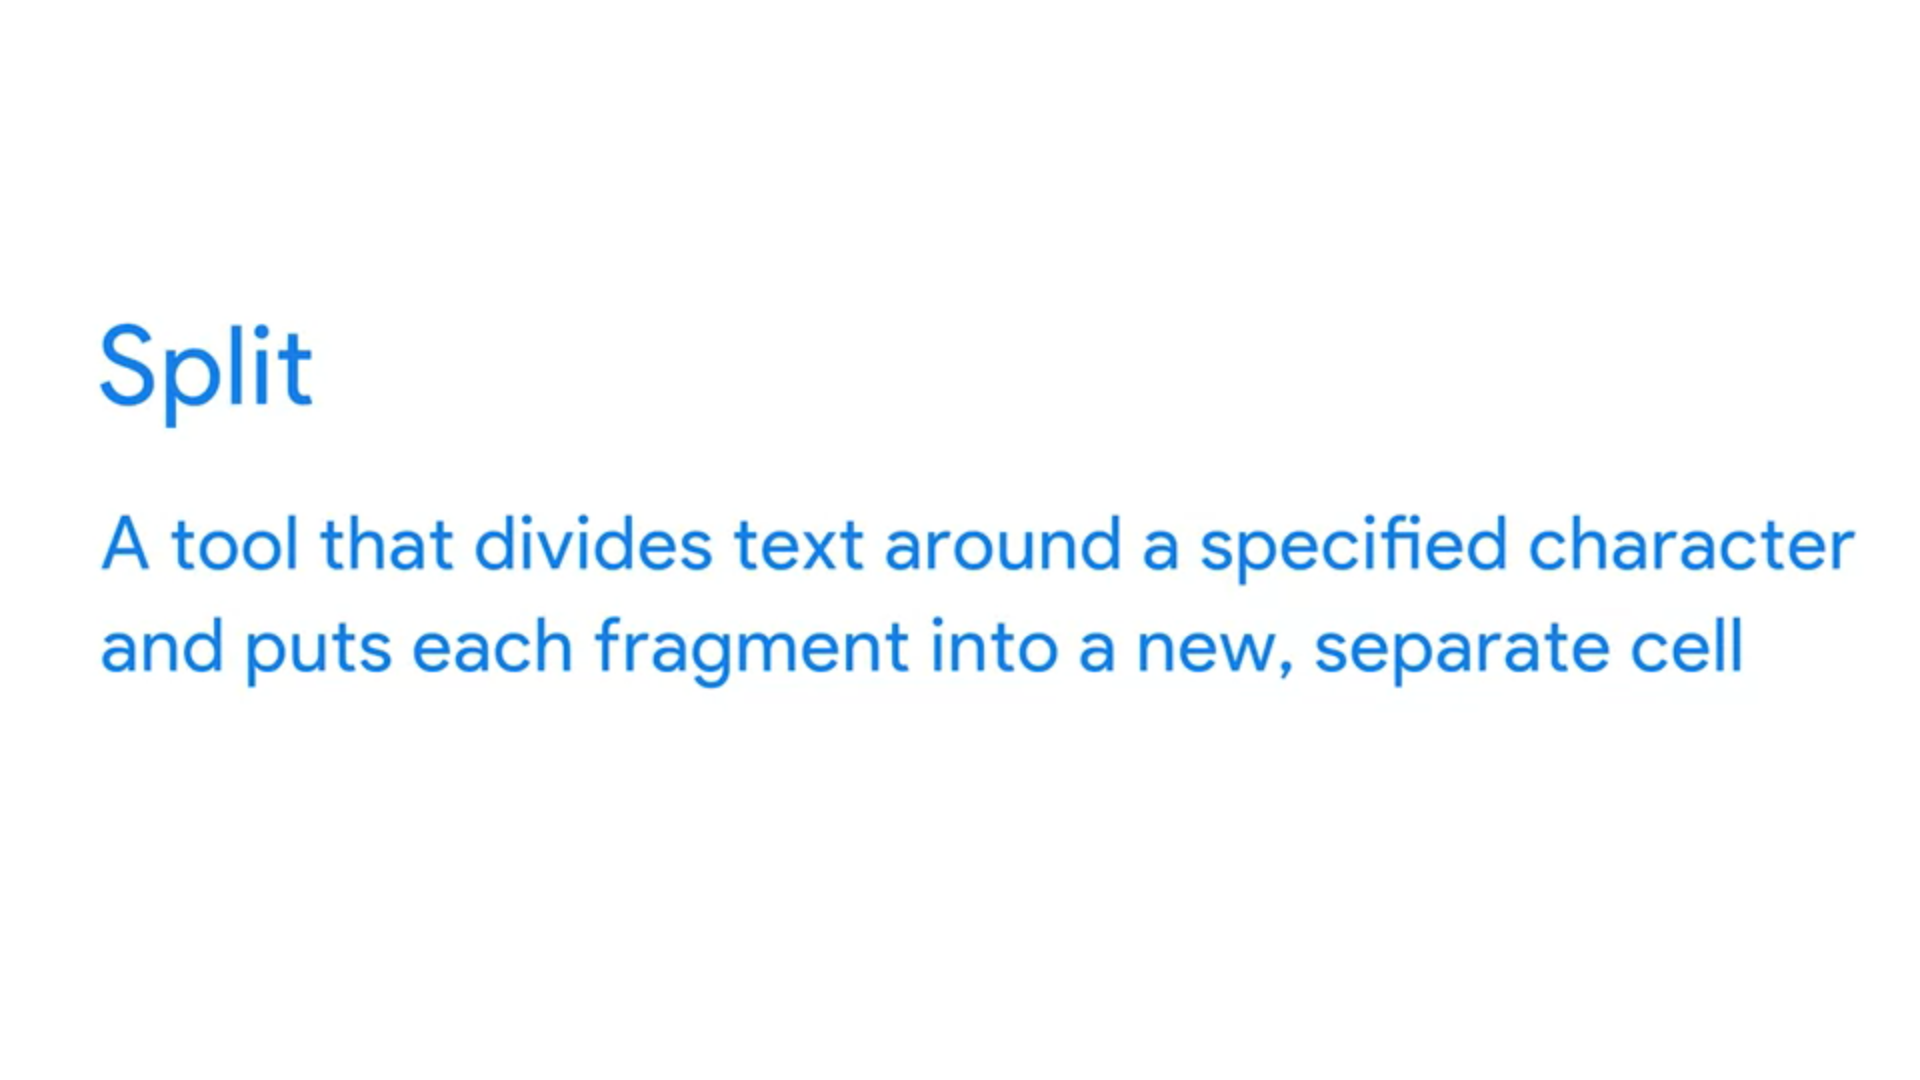 Split
A tool that divides text around a specified character
and puts each fragment into a new, separate cell